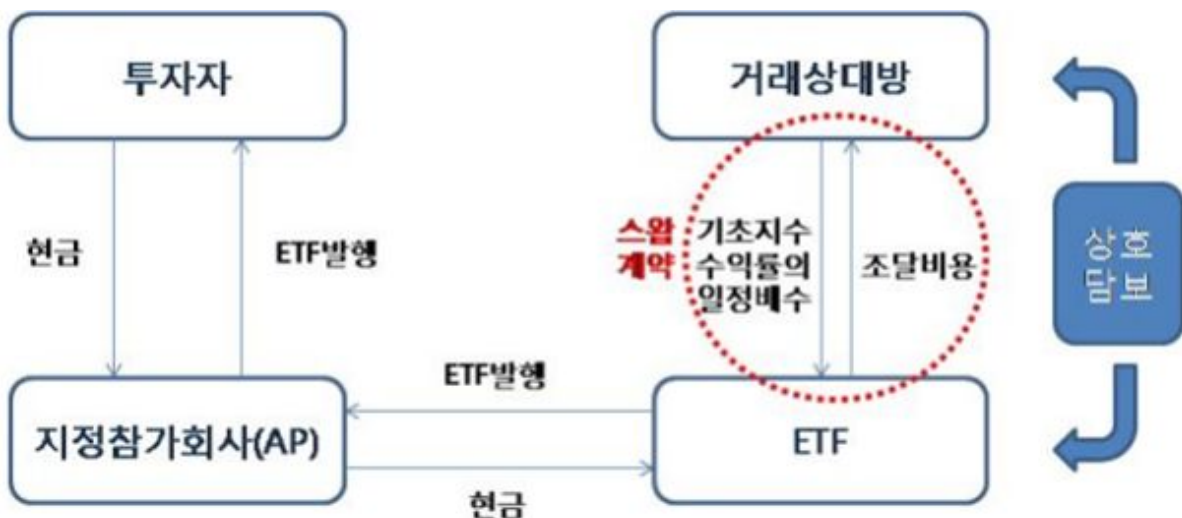 투자자
거래상대방
현금
ETF발행
스왑
계약
기초지수
수익률의
일정배수
조달비용
상호
담보
ETF발행
지정참가회사(AP)
ETF
현금